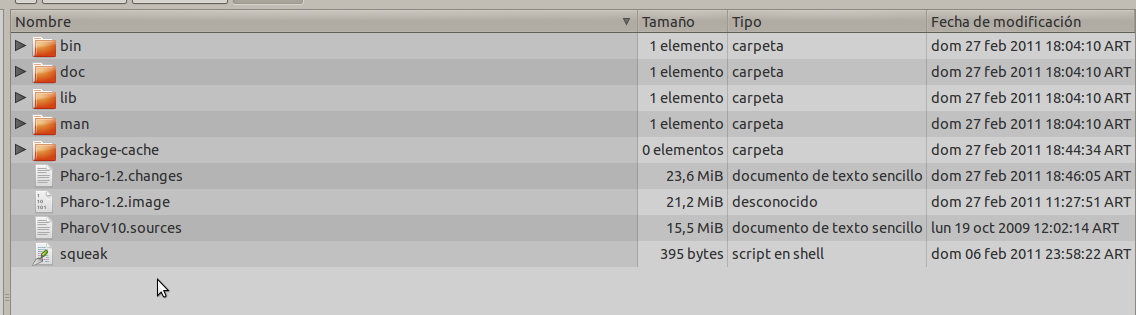 Nombre Tamaño Tipo Fecha de modificación
bin 1 elemento carpeta dom 27 feb 2011 18:04:10 ART
doc 1 elemento carpeta dom 27 feb 2011 18:04:10 ART
lib 1 elemento carpeta dom 27 feb 2011 18:04:10 ART
man 1 elemento carpeta dom 27 feb 2011 18:04:10 ART
package-cache 0 elementos carpeta dom 27 feb 2011 18:44:34 ART
Pharo-1.2.changes 23,6 MiB documento de texto sencillo dom 27 feb 2011 18:46:05 ART
Pharo-1.2.image 21,2 MiB desconocido dom 27 feb 2011 11:27:51 ART
PharoV10.sources 15,5 MiB documento de texto sencillo lun 19 oct 2009 12:02:14 ART
squeak 395 bytes script en shell dom 06 feb 2011 23:58:22 ART